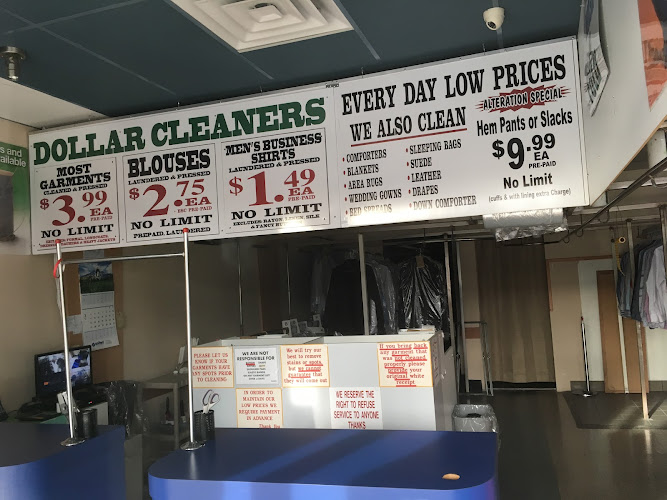 DOLLAR CLEANERS
MOST
GARMENTS
CLEANED & PRESSED
$3.99
EA
PRE-PAID
NO LIMIT
BLOUSES
LAUNDERED & PRESSED
$2.75
EA
PRE-PAID
NO LIMIT
PREPAID, LAUNDERED
MEN'S BUSINESS
SHIRTS
LAUNDERED & PRESSED
$1.49
EA
PRE-PAID
NO LIMIT
EVERY DAY LOW PRICES
WE ALSO CLEAN
• COMFORTERS
• BLANKETS
• AREA RUGS
• WEDDING GOWNS
• BED SPREADS
• SLEEPING BAGS
• SUEDE
• LEATHER
• DRAPES
• DOWN COMFORTER
ALTERATION SPECIAL
Hem Pants or Slacks
$9.99
EA
PRE-PAID
No Limit
(cuffs & with lining extra Charge)
PLEASE LET US
KNOW IF YOUR
GARMENTS HAVE
ANY SPOTS PRIOR
TO CLEANING
WE ARE NOT
RESPONSIBLE FOR
We will try our
best to remove
stains or spots,
but we cannot
guarantee that
they will come out
If you bring back
any garment that
was not cleaned
properly please
your
original white
receipt
IN ORDER TO
MAINTAIN OUR
LOW PRICES WE
REQUIRE PAYMENT
IN ADVANCE
Thank You
WE RESERVE THE
RIGHT TO REFUSE
SERVICE TO ANYONE
THANKS